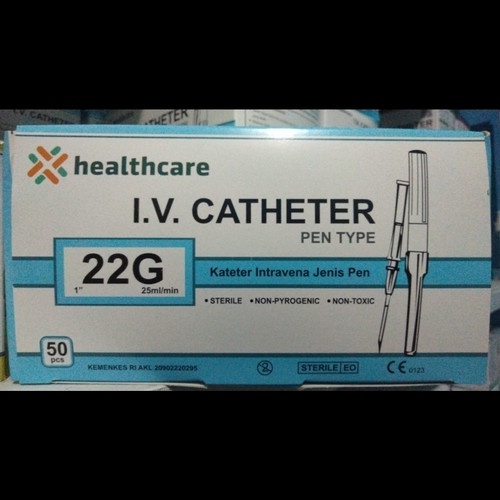 I.V. CATHETER
healthcare
I.V. CATHETER
PEN TYPE
22G
1" 25ml/min
Kateter Intravena Jenis Pen
• STERILE • NON-PYROGENIC • NON-TOXIC
50
pcs
KEMENKES RI AKL 20902220295
STERILE EO
CE 0123